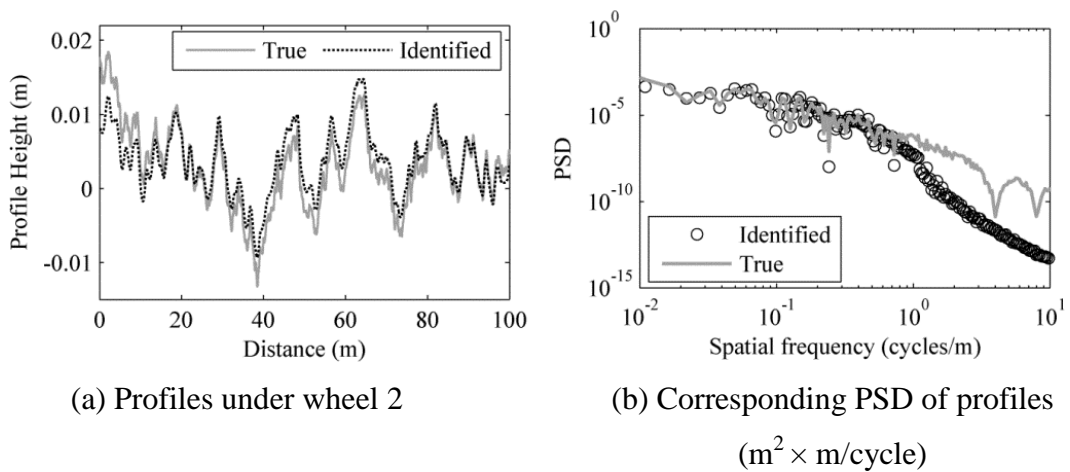 0.02
0.01
0
-0.01
Profile Height (m)
True
Identified
0
20
40
60
80
100
Distance (m)
(a) Profiles under wheel 2
10^0
10^-5
10^-10
10^-15
PSD
Identified
True
10^-2
10^-1
10^0
10^1
Spatial frequency (cycles/m)
(b) Corresponding PSD of profiles
(m² × m/cycle)